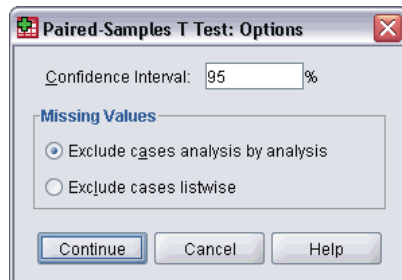 Paired-Samples T Test: Options
Confidence Interval: 95 %
Missing Values
Exclude cases analysis by analysis
Exclude cases listwise
Continue Cancel Help